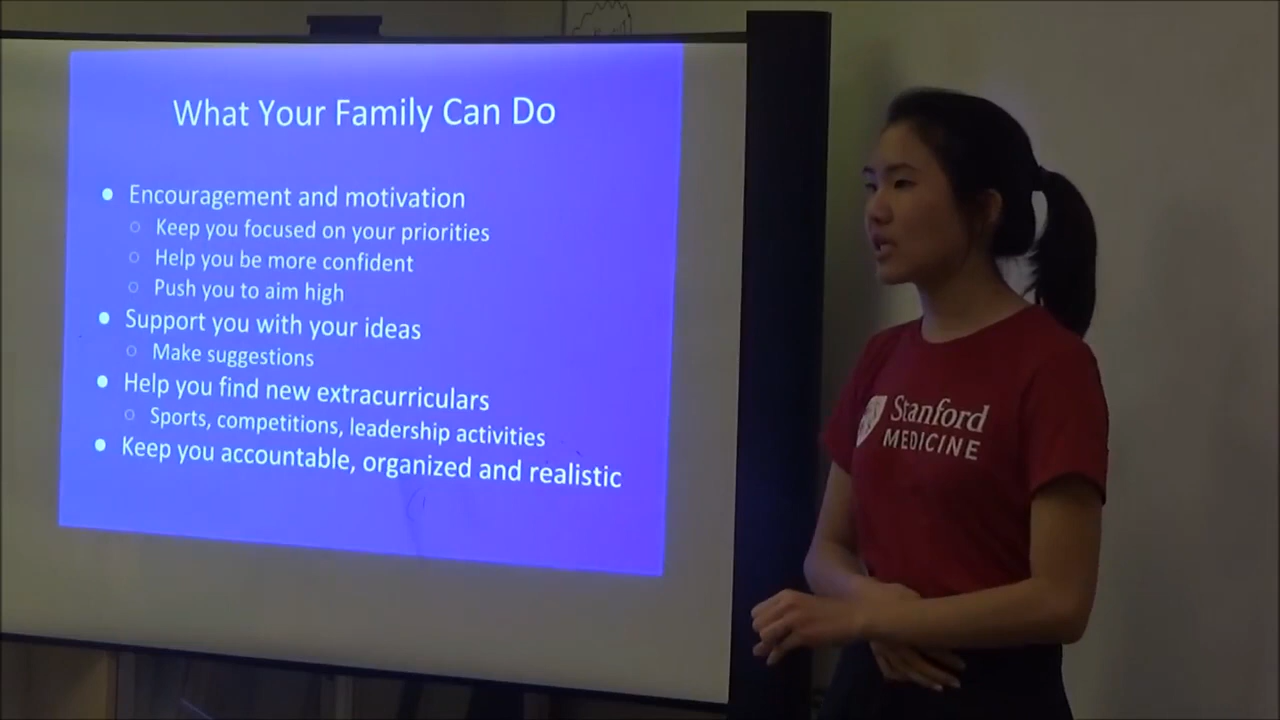 What Your Family Can Do
● Encouragement and motivation
○ Keep you focused on your priorities
○ Help you be more confident
○ Push you to aim high
● Support you with your ideas
○ Make suggestions
● Help you find new extracurriculars
○ Sports, competitions, leadership activities
● Keep you accountable, organized and realistic
Stanford
MEDICINE